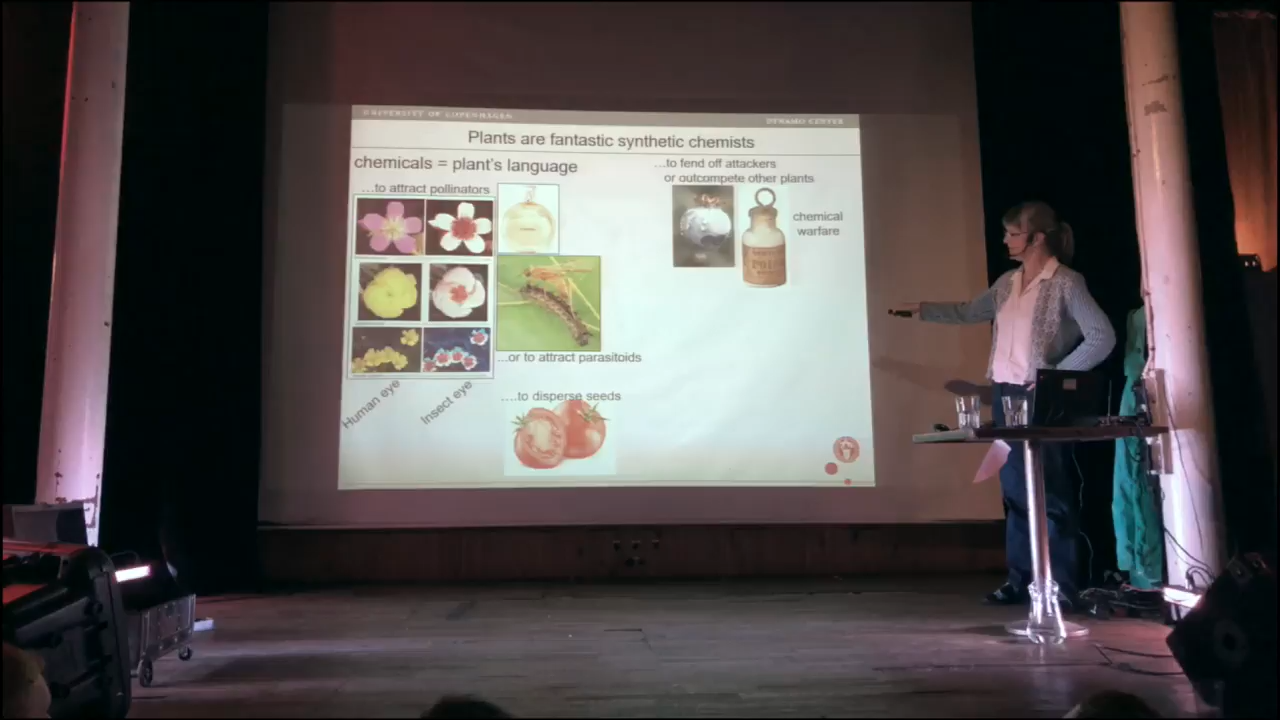 UNIVERSITY OF COPENHAGEN
DYNAMO CENTER
Plants are fantastic synthetic chemists
chemicals = plant's language
...to attract pollinators
...to fend off attackers
or outcompete other plants
chemical
warfare
POISON
...or to attract parasitoids
Human eye
Insect eye
....to disperse seeds